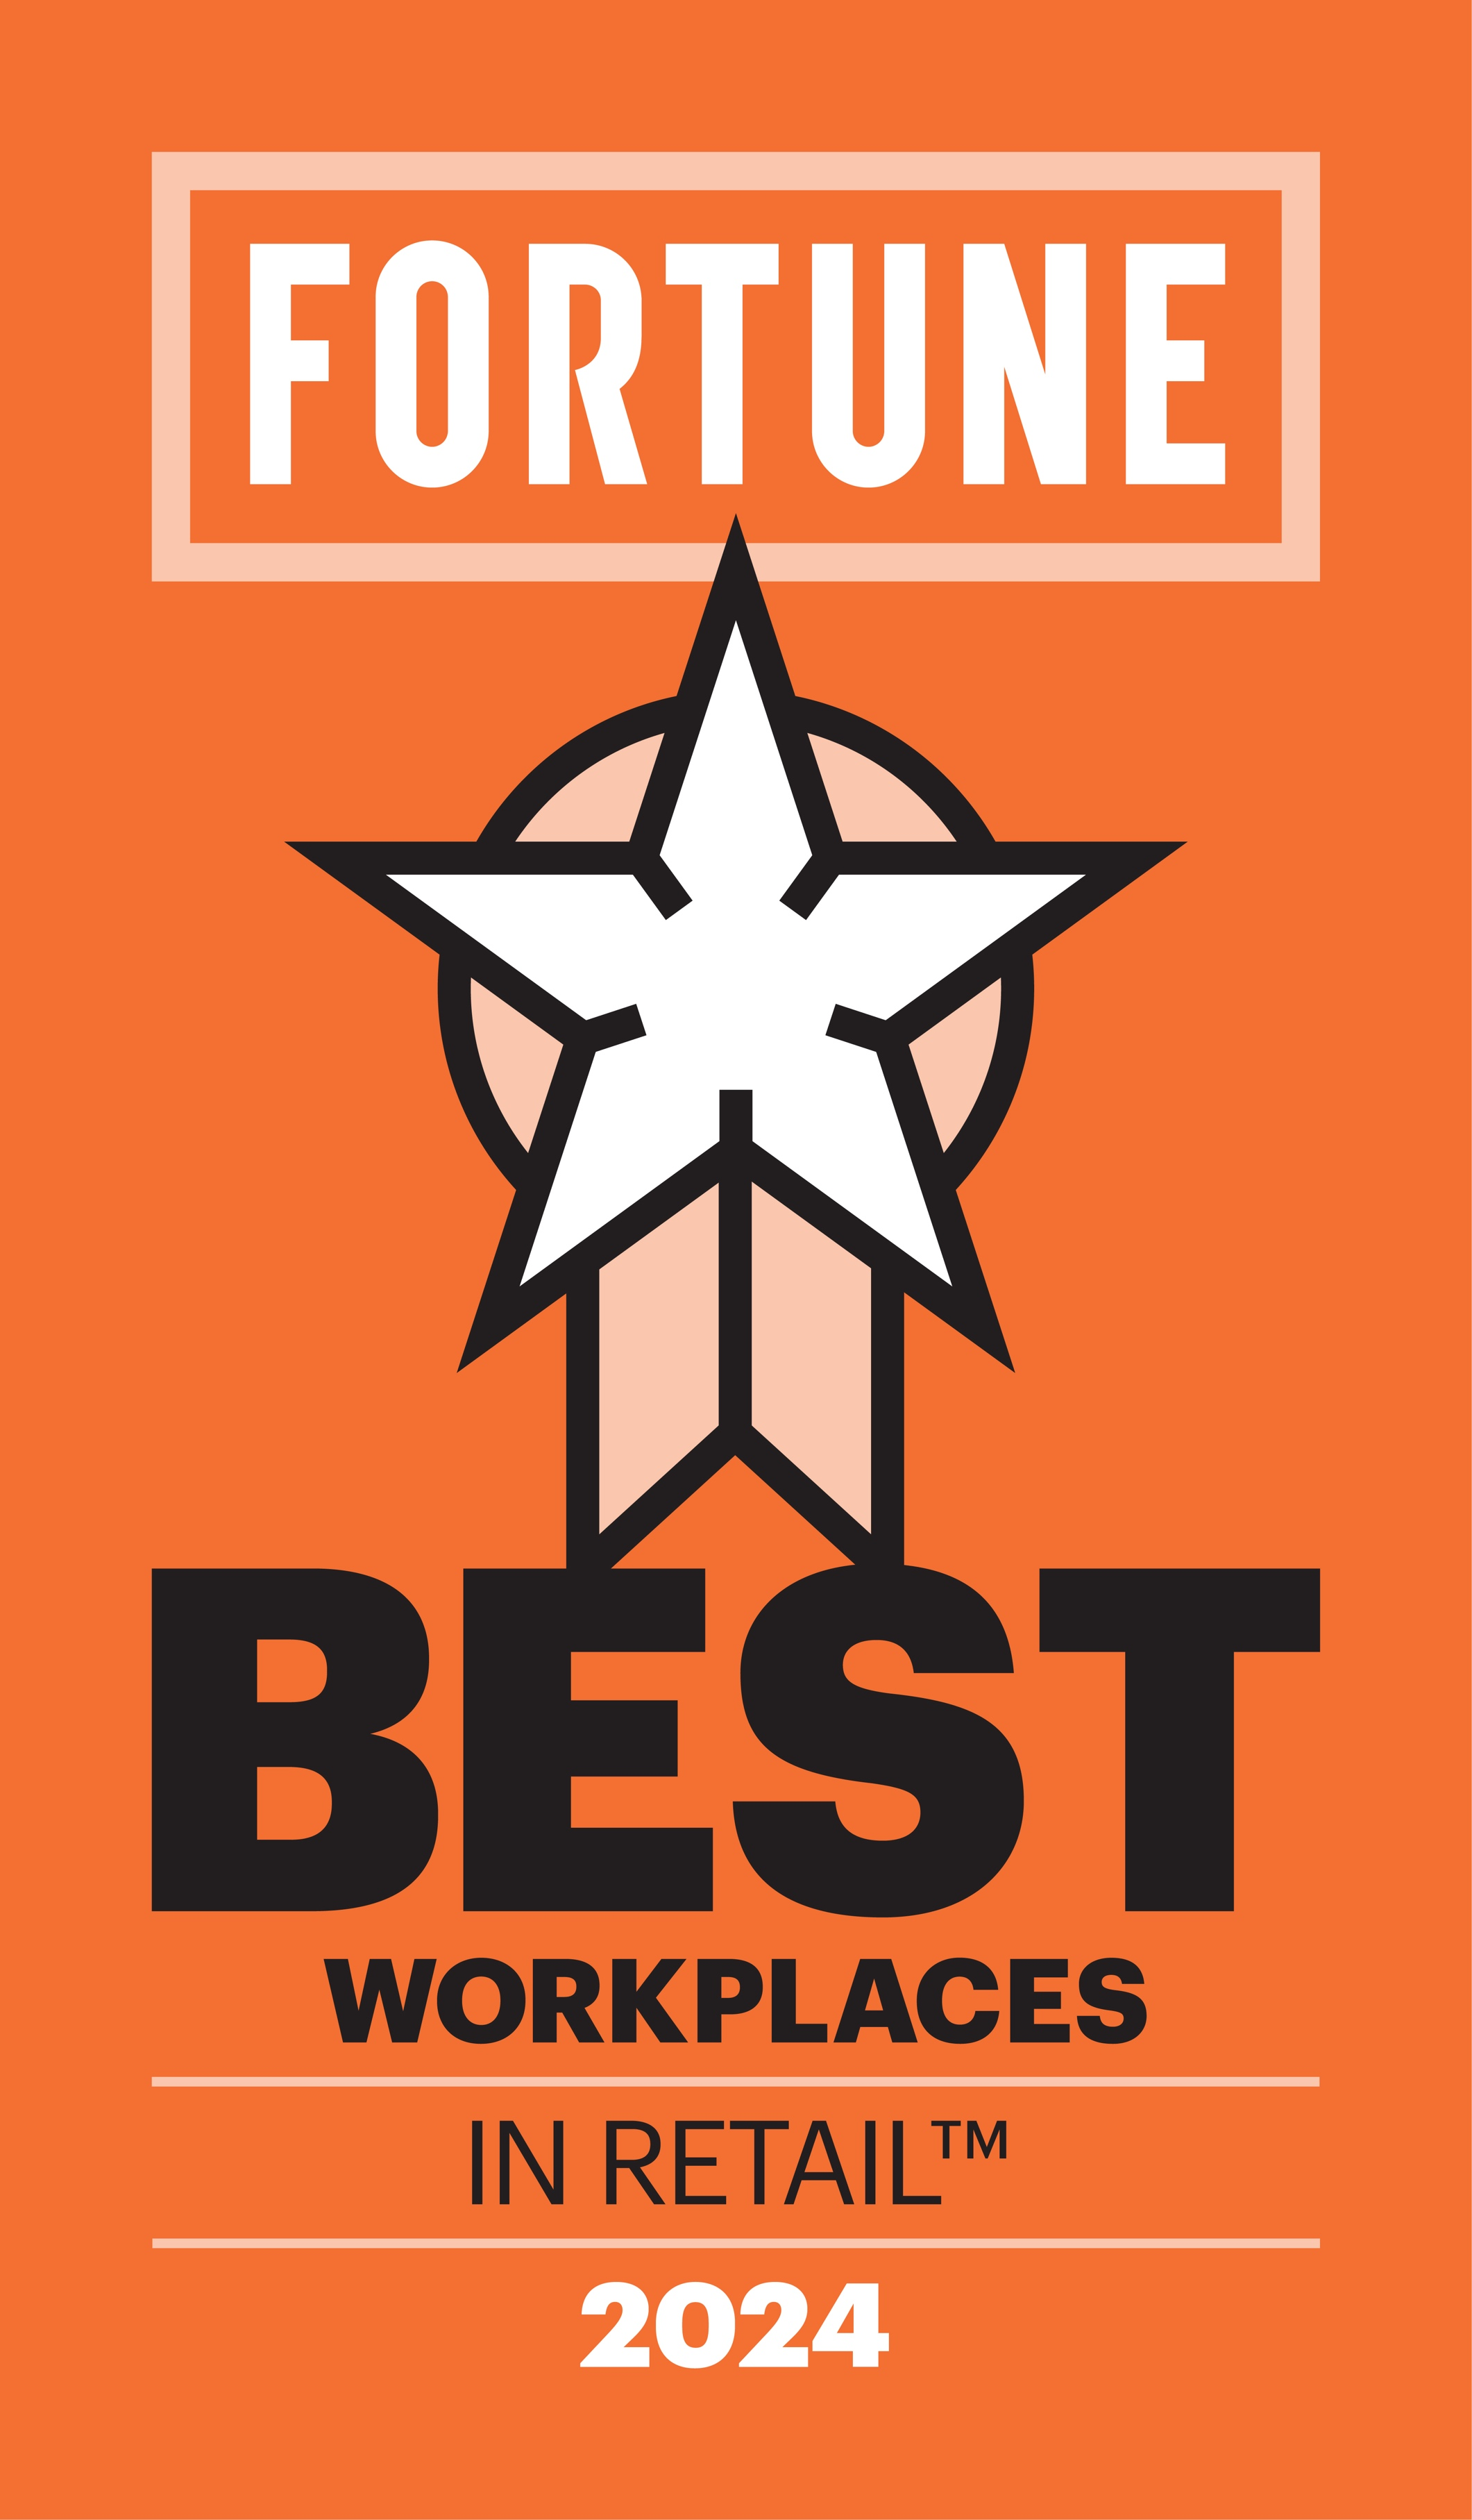 FORTUNE
BEST
WORKPLACES
IN RETAIL™
2024